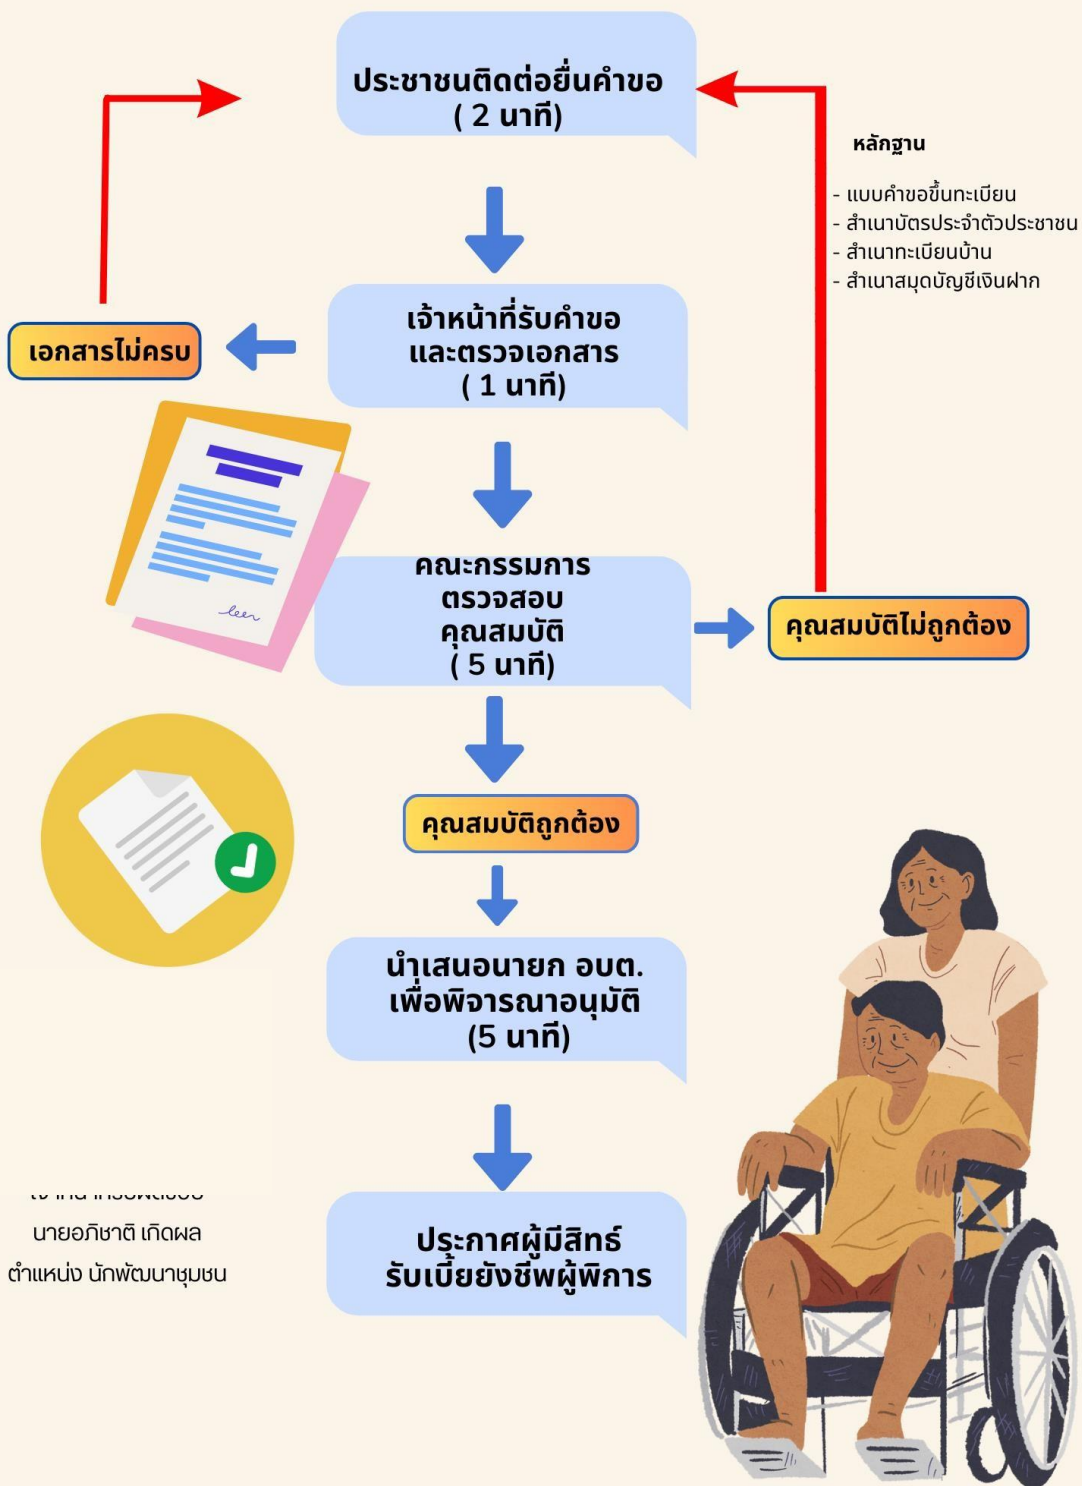 ประชาชนติดต่อยื่นคำขอ
( 2 นาที)
หลักฐาน
- แบบคำขอขึ้นทะเบียน
- สำเนาบัตรประจำตัวประชาชน
- สำเนาทะเบียนบ้าน
- สำเนาสมุดบัญชีเงินฝาก
เจ้าหน้าที่รับคำขอ
และตรวจเอกสาร
( 1 นาที)
เอกสารไม่ครบ
คณะกรรมการ
ตรวจสอบ
คุณสมบัติ
( 5 นาที)
คุณสมบัติไม่ถูกต้อง
คุณสมบัติถูกต้อง
นำเสนอนายก อบต.
เพื่อพิจารณาอนุมัติ
(5 นาที)
ประกาศผู้มีสิทธ์
รับเบี้ยยังชีพผู้พิการ
นายอภิชาติ เกิดผล
ตำแหน่ง นักพัฒนาชุมชน